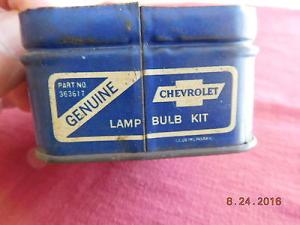 PART NO.
363617
GENUINE
CHEVROLET
LAMP BULB KIT
8.24.2016